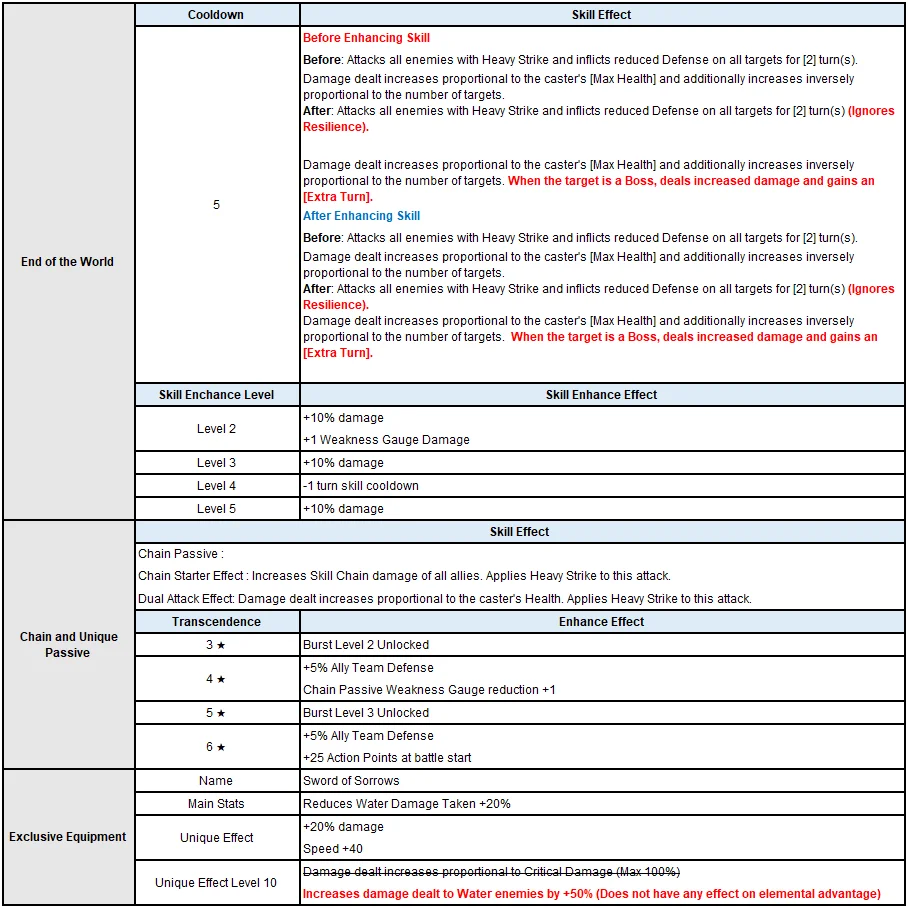 Cooldown
Skill Effect
End of the World
5
Before Enhancing Skill
Before: Attacks all enemies with Heavy Strike and inflicts reduced Defense on all targets for [2] turn(s).
Damage dealt increases proportional to the caster's [Max Health] and additionally increases inversely
proportional to the number of targets.
After: Attacks all enemies with Heavy Strike and inflicts reduced Defense on all targets for [2] turn(s) (Ignores
Resilience).
Damage dealt increases proportional to the caster's [Max Health] and additionally increases inversely
proportional to the number of targets. When the target is a Boss, deals increased damage and gains an
[Extra Turn].
After Enhancing Skill
Before: Attacks all enemies with Heavy Strike and inflicts reduced Defense on all targets for [2] turn(s).
Damage dealt increases proportional to the caster's [Max Health] and additionally increases inversely
proportional to the number of targets.
After: Attacks all enemies with Heavy Strike and inflicts reduced Defense on all targets for [2] turn(s) (Ignores
Resilience).
Damage dealt increases proportional to the caster's [Max Health] and additionally increases inversely
proportional to the number of targets. When the target is a Boss, deals increased damage and gains an
[Extra Turn].
Skill Enchance Level
Skill Enhance Effect
Level 2
+10% damage
+1 Weakness Gauge Damage
Level 3
+10% damage
Level 4
-1 turn skill cooldown
Level 5
+10% damage
Chain and Unique
Passive
Skill Effect
Chain Passive :
Chain Starter Effect : Increases Skill Chain damage of all allies. Applies Heavy Strike to this attack.
Dual Attack Effect: Damage dealt increases proportional to the caster's Health. Applies Heavy Strike to this attack.
Transcendence
Enhance Effect
3 ★
Burst Level 2 Unlocked
4 ★
+5% Ally Team Defense
Chain Passive Weakness Gauge reduction +1
5 ★
Burst Level 3 Unlocked
6 ★
+5% Ally Team Defense
+25 Action Points at battle start
Exclusive Equipment
Name
Sword of Sorrows
Main Stats
Reduces Water Damage Taken +20%
Unique Effect
+20% damage
Speed +40
Unique Effect Level 10
Damage dealt increases proportional to Critical Damage (Max 100%)
Increases damage dealt to Water enemies by +50% (Does not have any effect on elemental advantage)